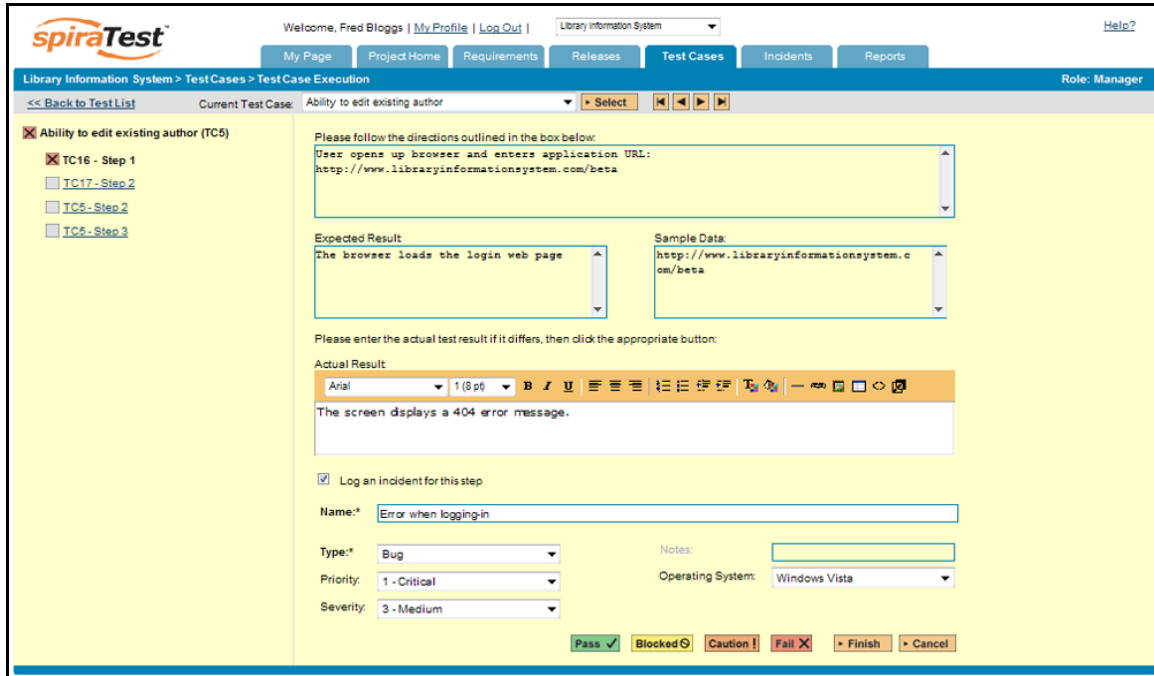 spiraTest™
Welcome, Fred Bloggs | My Profile | Log Out |
Library Information System
Help?
My Page
Project Home
Requirements
Releases
Test Cases
Incidents
Reports
Library Information System > Test Cases > Test Case Execution
Role: Manager
<< Back to Test List
Current Test Case:
Ability to edit existing author
Select
Ability to edit existing author (TC5)
TC16 - Step 1
TC17 - Step 2
TC5 - Step 2
TC5 - Step 3
Please follow the directions outlined in the box below:
User opens up browser and enters application URL:
http://www.libraryinformationsystem.com/beta
Expected Result
The browser loads the login web page
Sample Data:
http://www.libraryinformationsystem.c
om/beta
Please enter the actual test result if it differs, then click the appropriate button:
Actual Result
Arial
1 (8 pt)
B I U
The screen displays a 404 error message.
Log an incident for this step
Name:*
Error when logging-in
Type:*
Bug
Notes:
Priority:
1 - Critical
Operating System:
Windows Vista
Severity:
3 - Medium
Pass
Blocked
Caution !
Fail
Finish
Cancel